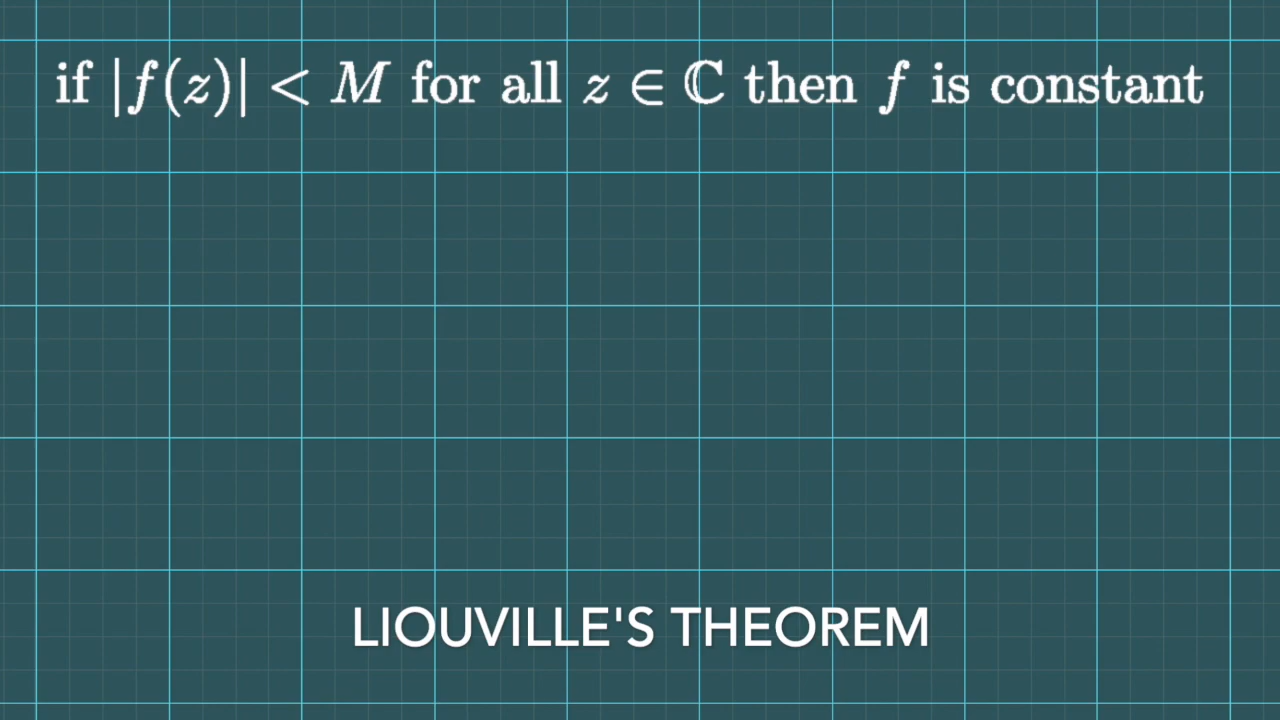 if |f(z)| < M for all z ∈ ℂ then f is constant
LIOUVILLE'S THEOREM